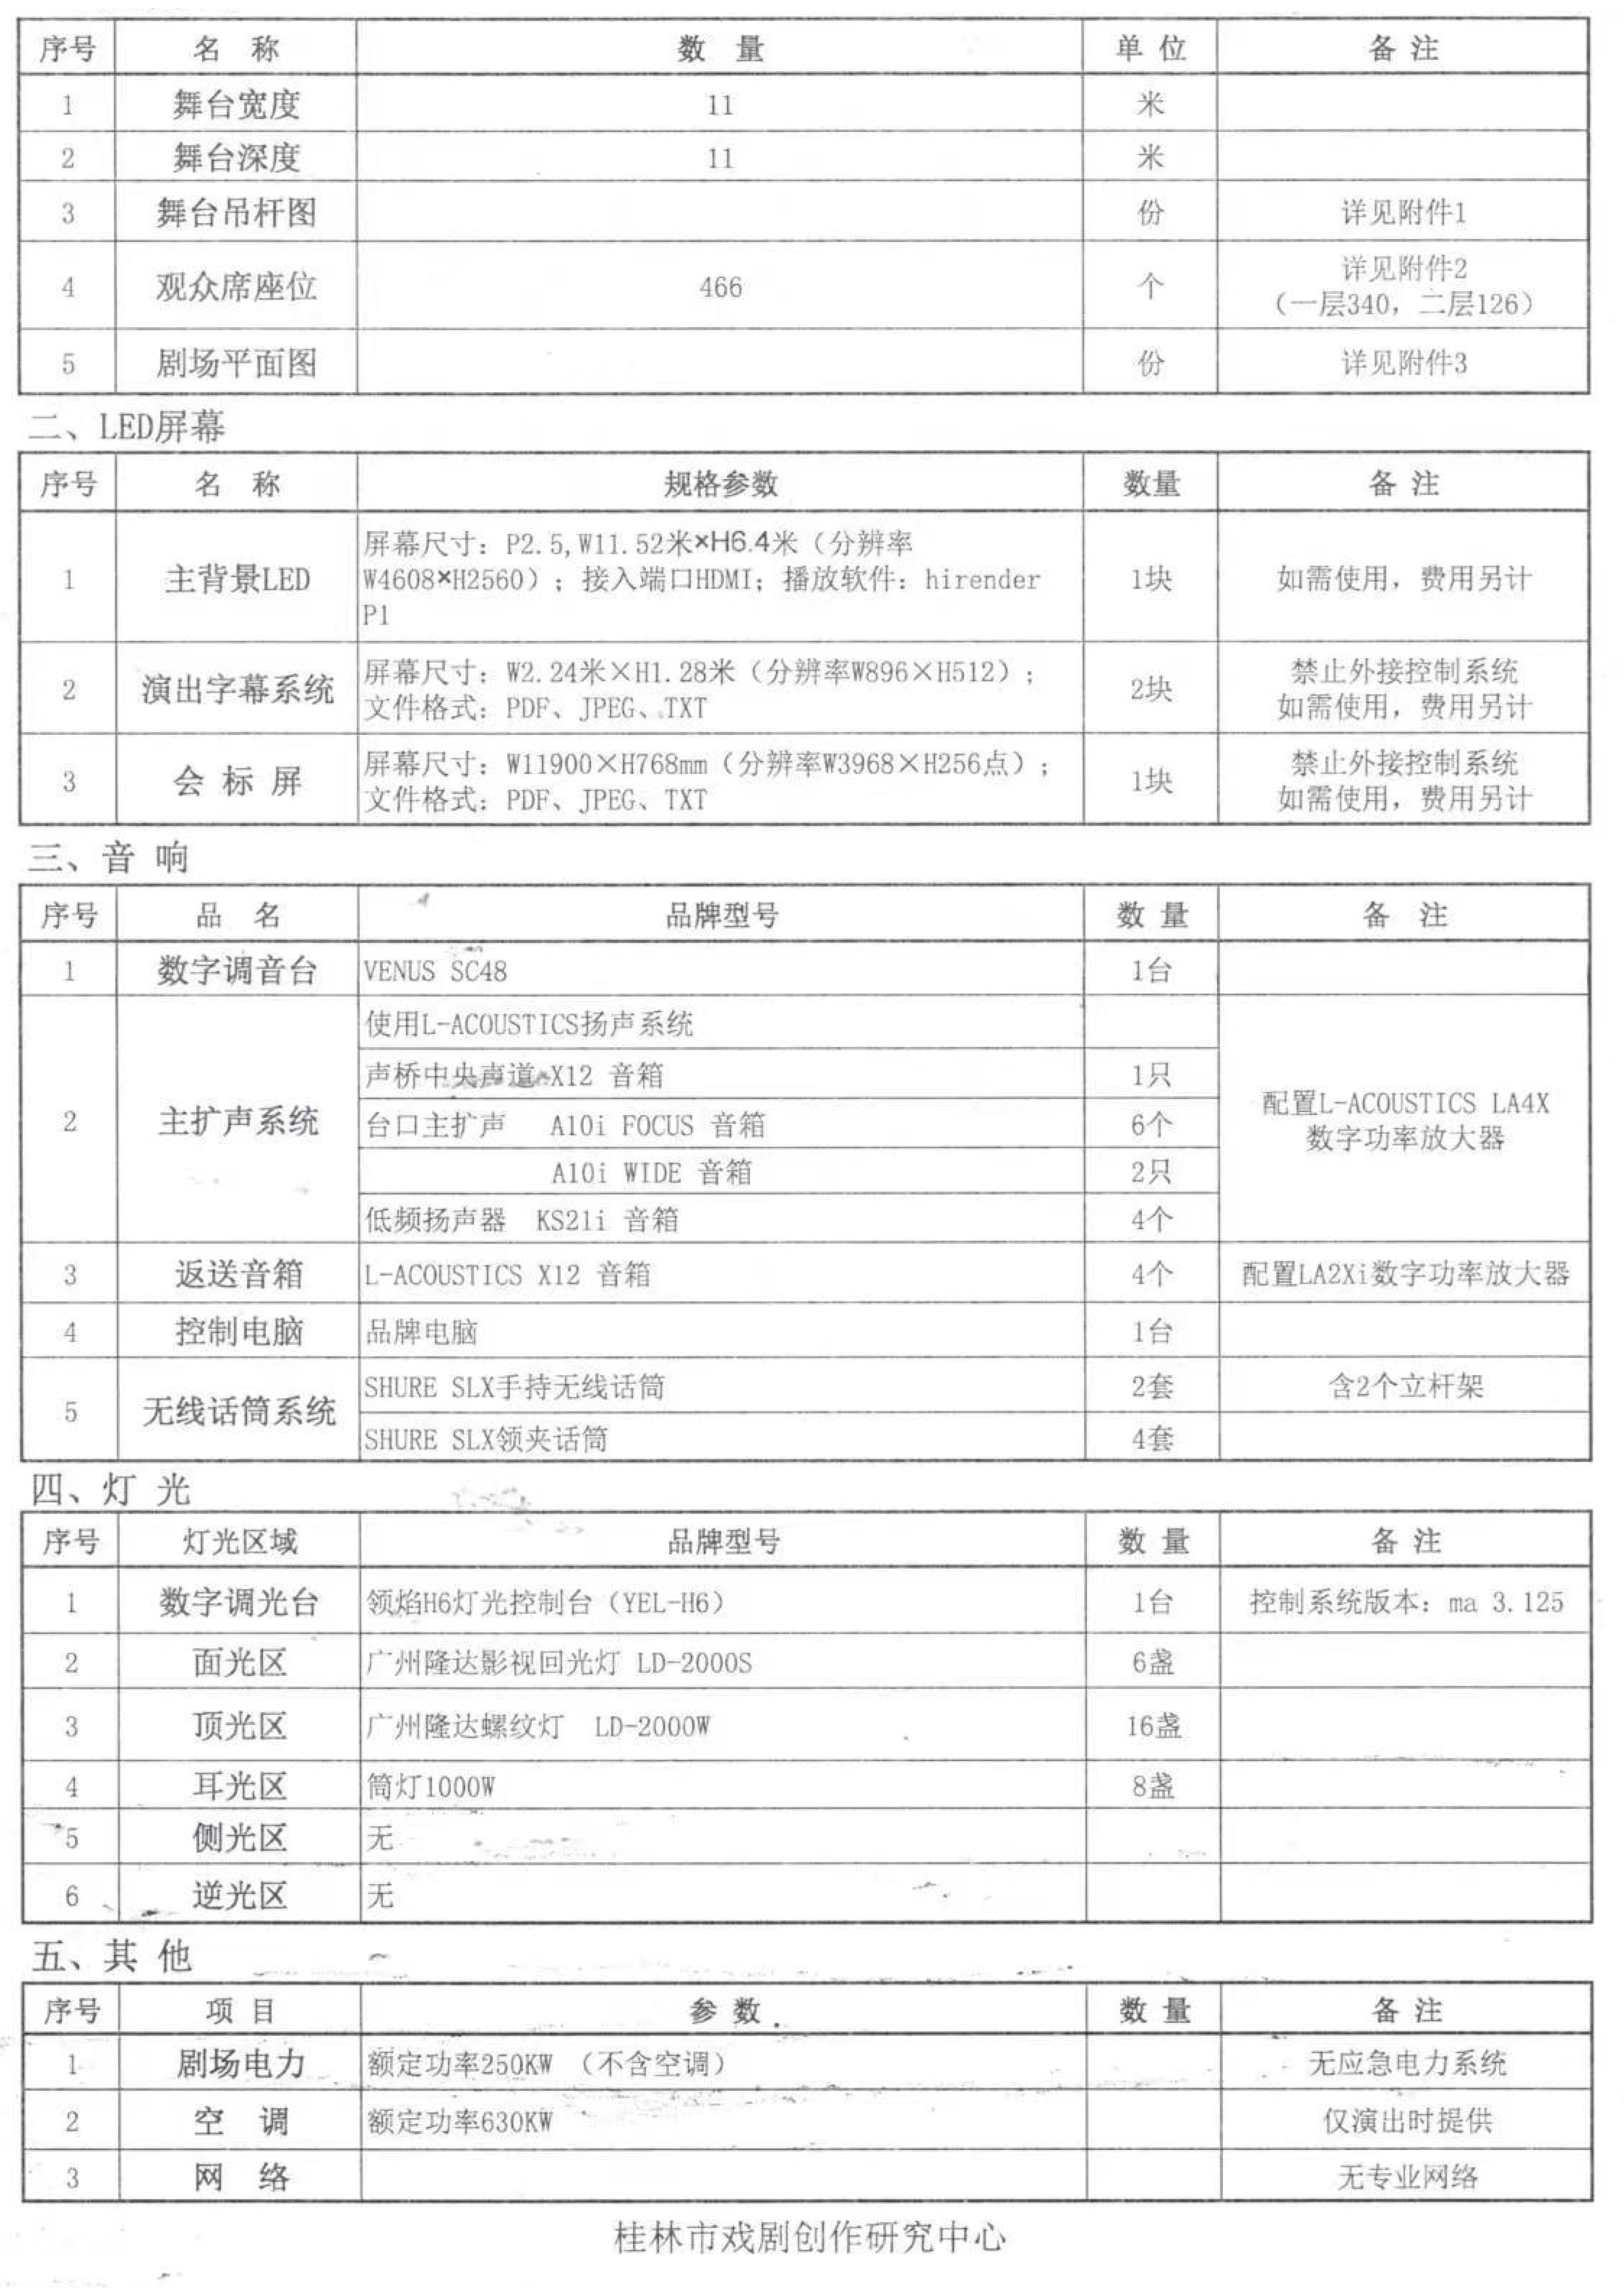 序号 名 称 数 量 单 位 备 注
1 舞台宽度 11 米
2 舞台深度 11 米
3 舞台吊杆图 份 详见附件1
4 观众席座位 466 个 详见附件2
（一层340，二层126）
5 剧场平面图 份 详见附件3
二、LED屏幕
序号 名 称 规格参数 数量 备 注
1 主背景LED 屏幕尺寸：P2.5,W11.52米×H6.4米（分辨率
W4608×H2560）；接入端口HDMI；播放软件：hirender
P1 1块 如需使用，费用另计
2 演出字幕系统 屏幕尺寸：W2.24米×H1.28米（分辨率W896×H512）；
文件格式：PDF、JPEG、TXT 2块 禁止外接控制系统
如需使用，费用另计
3 会 标 屏 屏幕尺寸：W11900×H768mm（分辨率W3968×H256点）；
文件格式：PDF、JPEG、TXT 1块 禁止外接控制系统
如需使用，费用另计
三、音 响
序号 品 名 品牌型号 数 量 备 注
1 数字调音台 VENUS SC48 1台
2 主扩声系统 使用L-ACOUSTICS扬声系统
声桥中央声道 X12 音箱 1只
台口主扩声 A10i FOCUS 音箱 6个
A10i WIDE 音箱 2只
低频扬声器 KS21i 音箱 4个
配置L-ACOUSTICS LA4X
数字功率放大器
3 返送音箱 L-ACOUSTICS X12 音箱 4个 配置LA2Xi数字功率放大器
4 控制电脑 品牌电脑 1台
5 无线话筒系统 SHURE SLX手持无线话筒 2套 含2个立杆架
SHURE SLX领夹话筒 4套
四、灯 光
序号 灯光区域 品牌型号 数 量 备 注
1 数字调光台 领焰H6灯光控制台（YEL-H6） 1台 控制系统版本：ma 3.125
2 面光区 广州隆达影视回光灯 LD-2000S 6盏
3 顶光区 广州隆达螺纹灯 LD-2000W 16盏
4 耳光区 筒灯1000W 8盏
5 侧光区 无
6 逆光区 无
五、其 他
序号 项 目 参 数 数 量 备 注
1 剧场电力 额定功率250KW （不含空调） 无应急电力系统
2 空 调 额定功率630KW 仅演出时提供
3 网 络 无专业网络
桂林市戏剧创作研究中心